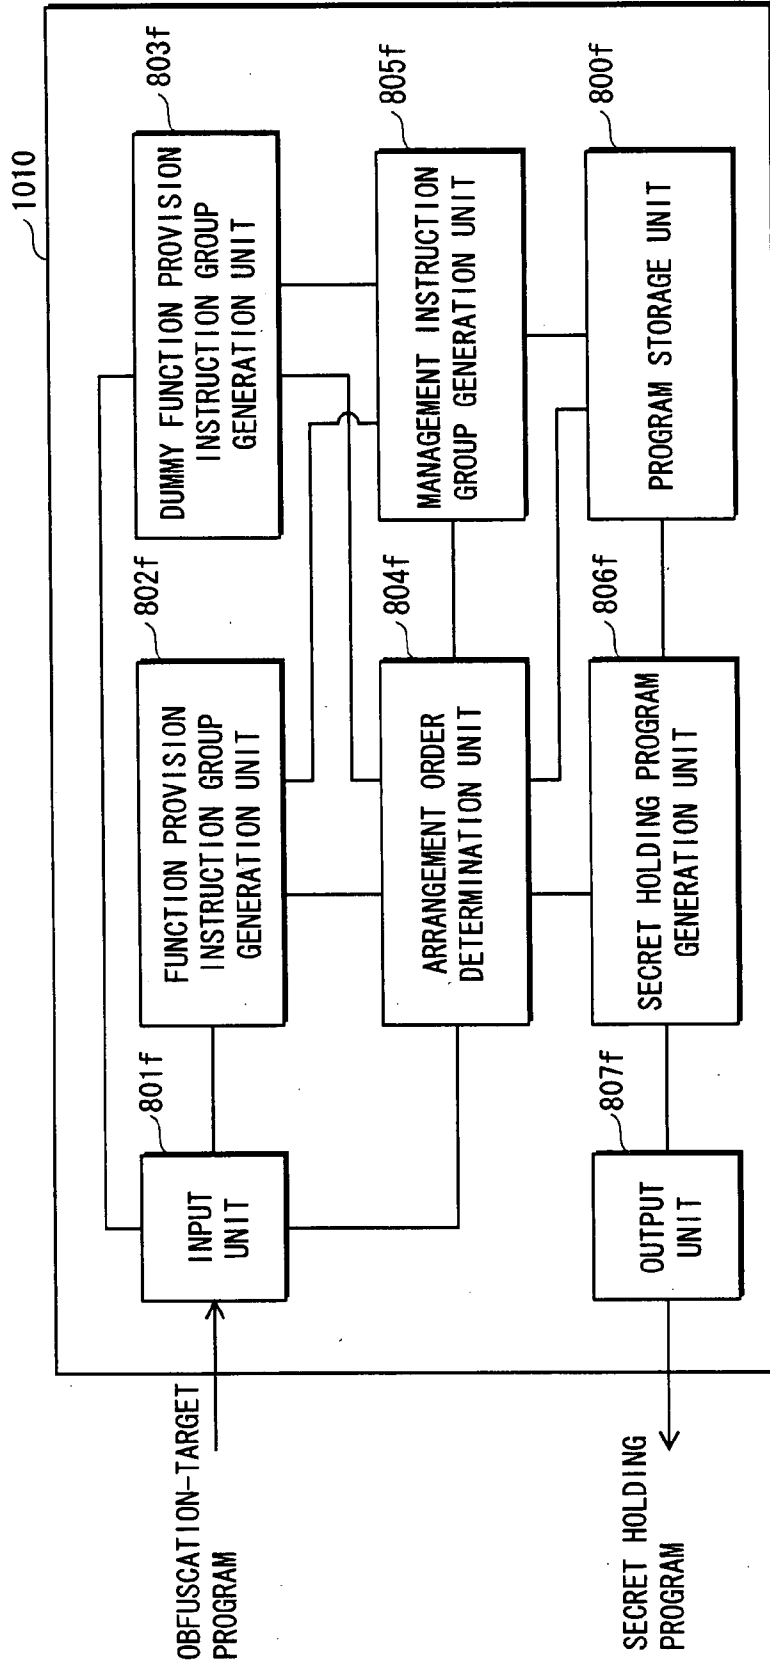 1010
OBFUSCATION-TARGET
PROGRAM
801f
INPUT
UNIT
802f
FUNCTION PROVISION
INSTRUCTION GROUP
GENERATION UNIT
803f
DUMMY FUNCTION PROVISION
INSTRUCTION GROUP
GENERATION UNIT
804f
ARRANGEMENT ORDER
DETERMINATION UNIT
805f
MANAGEMENT INSTRUCTION
GROUP GENERATION UNIT
SECRET HOLDING
PROGRAM
807f
OUTPUT
UNIT
806f
SECRET HOLDING PROGRAM
GENERATION UNIT
800f
PROGRAM STORAGE UNIT